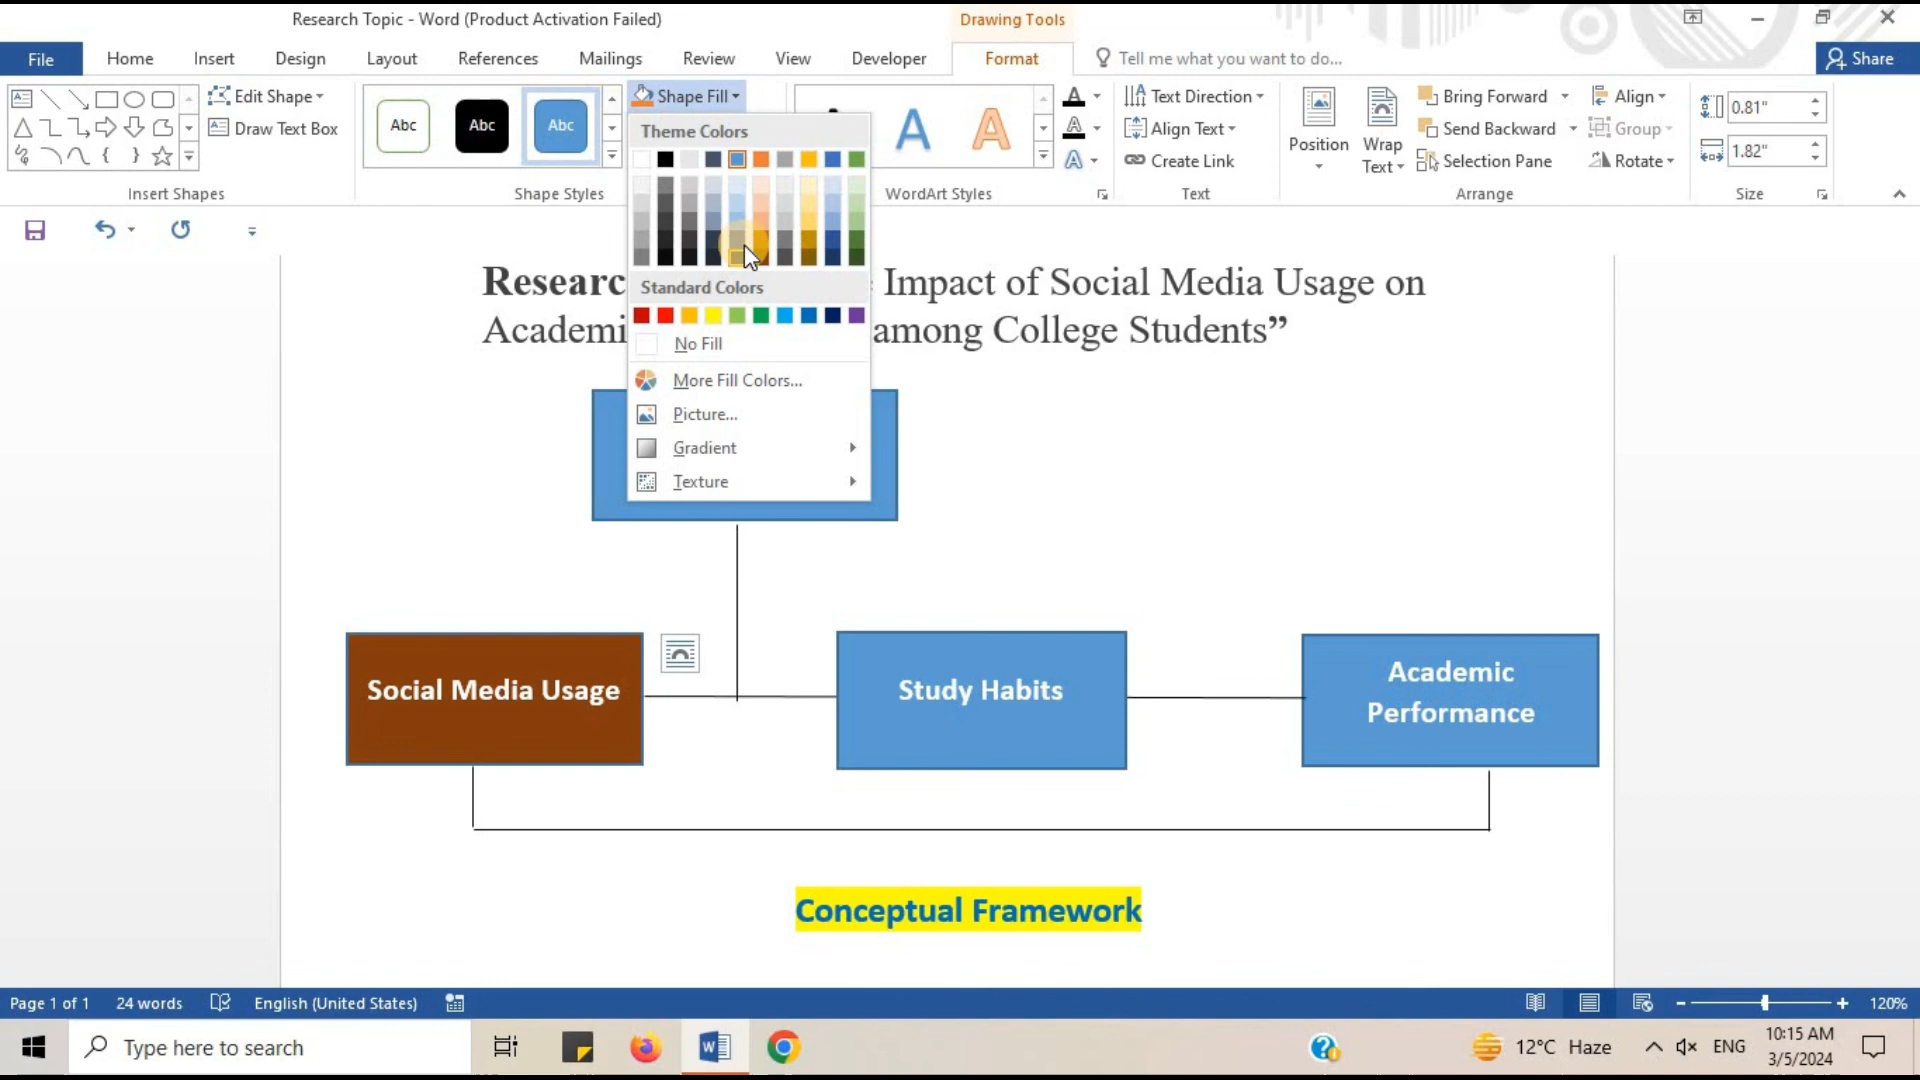 Research Topic - Word (Product Activation Failed)
Drawing Tools
File
Home
Insert
Design
Layout
References
Mailings
Review
View
Developer
Format
Tell me what you want to do...
Share
Edit Shape
Draw Text Box
Insert Shapes
Abc
Abc
Abc
Shape Styles
Shape Fill
Theme Colors
Standard Colors
No Fill
More Fill Colors...
Picture...
Gradient
Texture
WordArt Styles
Text Direction
Align Text
Create Link
Text
Position
Wrap
Text
Bring Forward
Send Backward
Selection Pane
Align
Group
Rotate
Arrange
0.81"
1.82"
Size
Impact of Social Media Usage on
among College Students”
Social Media Usage
Study Habits
Academic
Performance
Conceptual Framework
Page 1 of 1
24 words
English (United States)
120%
Type here to search
12°C Haze
ENG
10:15 AM
3/5/2024